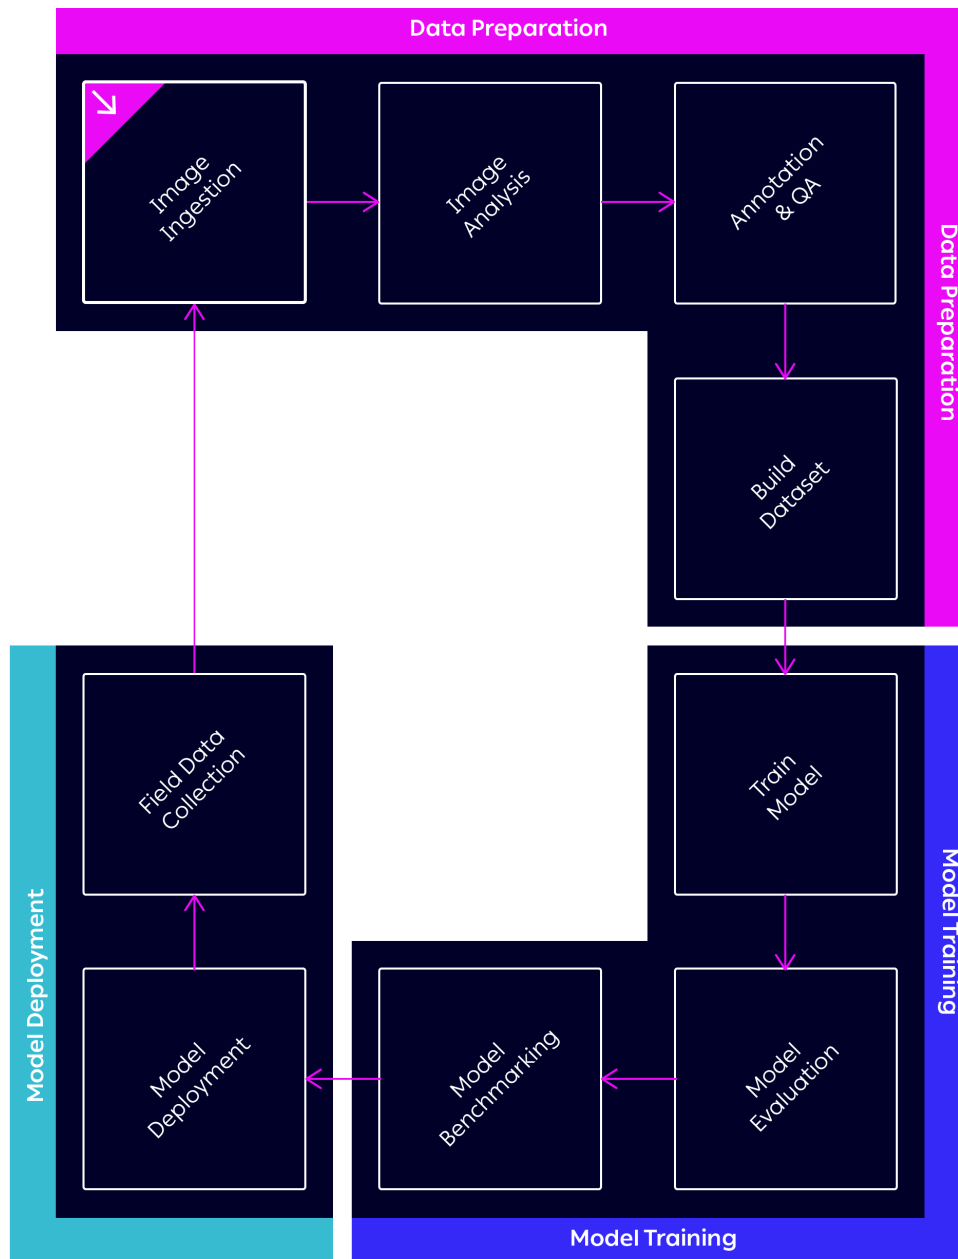 Data Preparation
Image
Ingestion
Image
Analysis
Annotation
& QA
Data Preparation
Build
Dataset
Field Data
Collection
Train
Model
Model Training
Model Deployment
Model
Deployment
Model
Benchmarking
Model
Evaluation
Model Training